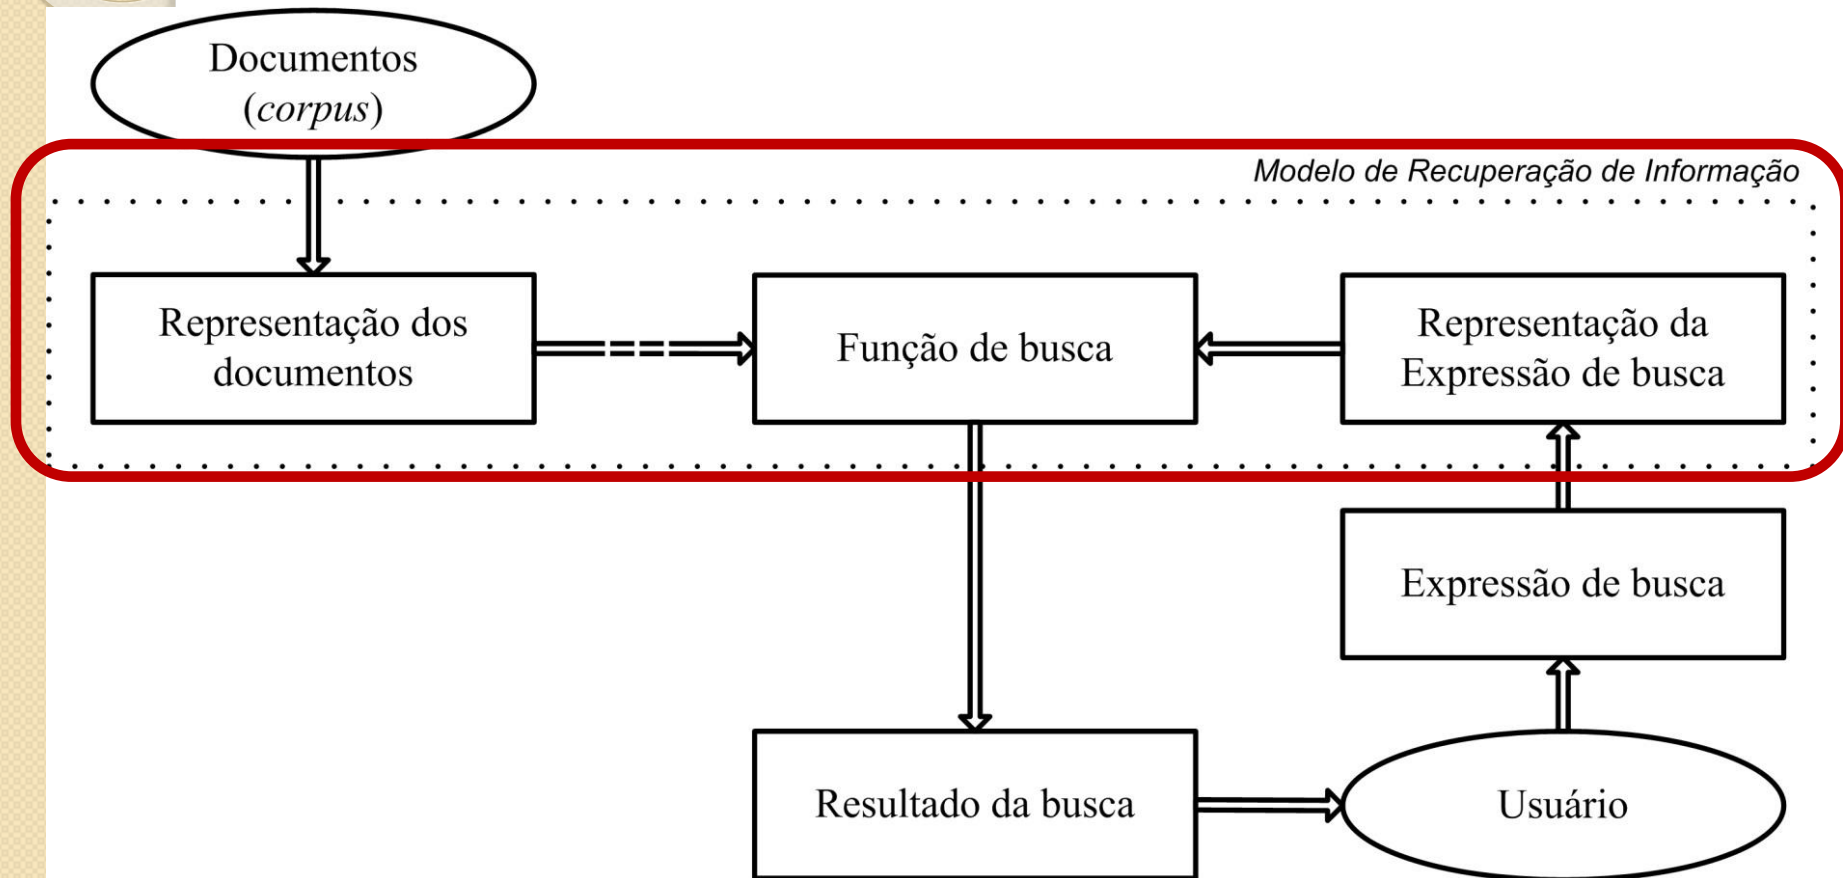 Documentos
(corpus)
Modelo de Recuperação de Informação
Representação dos
documentos
Função de busca
Representação da
Expressão de busca
Expressão de busca
Resultado da busca
Usuário